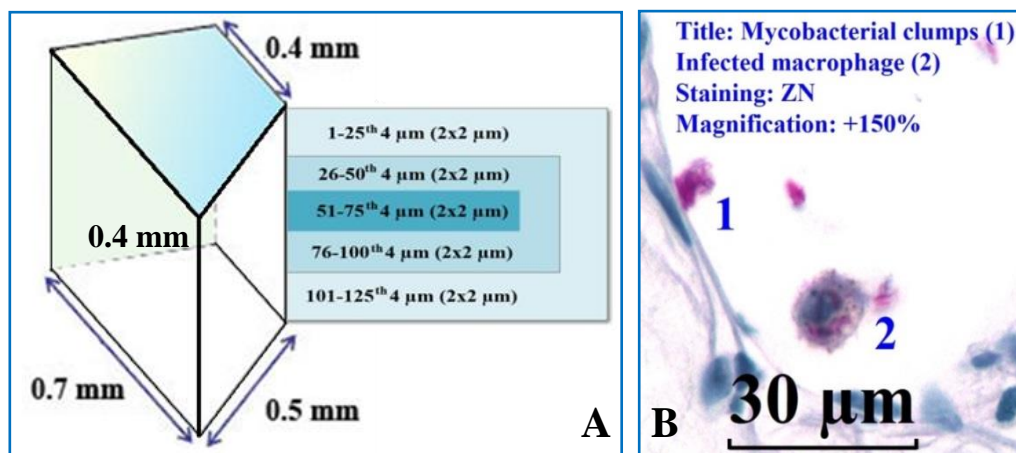 0.4 mm
1-25th 4 µm (2x2 µm)
26-50th 4 µm (2x2 µm)
51-75th 4 µm (2x2 µm)
0.4 mm
76-100th 4 µm (2x2 µm)
101-125th 4 µm (2x2 µm)
0.7 mm
0.5 mm
A
Title: Mycobacterial clumps (1)
Infected macrophage (2)
Staining: ZN
Magnification: +150%
1
2
30 µm
B